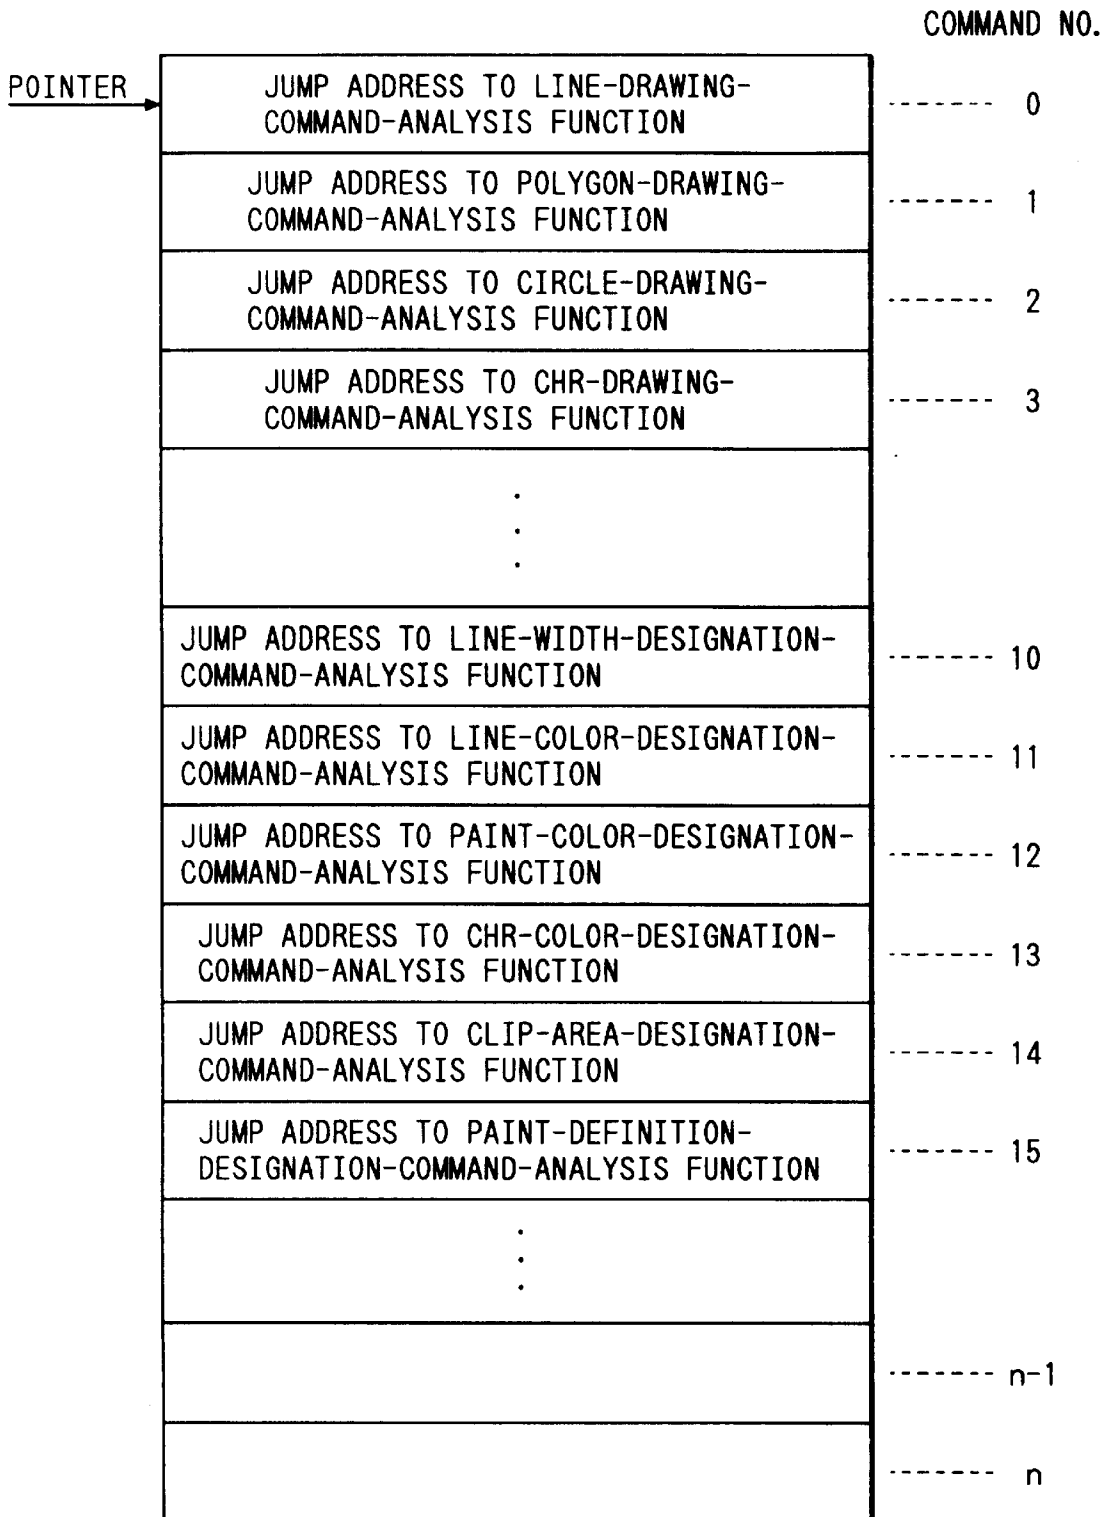 COMMAND NO.
POINTER
JUMP ADDRESS TO LINE-DRAWING-
COMMAND-ANALYSIS FUNCTION
------- 0
JUMP ADDRESS TO POLYGON-DRAWING-
COMMAND-ANALYSIS FUNCTION
------- 1
JUMP ADDRESS TO CIRCLE-DRAWING-
COMMAND-ANALYSIS FUNCTION
------- 2
JUMP ADDRESS TO CHR-DRAWING-
COMMAND-ANALYSIS FUNCTION
------- 3
.
.
.
JUMP ADDRESS TO LINE-WIDTH-DESIGNATION-
COMMAND-ANALYSIS FUNCTION
------- 10
JUMP ADDRESS TO LINE-COLOR-DESIGNATION-
COMMAND-ANALYSIS FUNCTION
------- 11
JUMP ADDRESS TO PAINT-COLOR-DESIGNATION-
COMMAND-ANALYSIS FUNCTION
------- 12
JUMP ADDRESS TO CHR-COLOR-DESIGNATION-
COMMAND-ANALYSIS FUNCTION
------- 13
JUMP ADDRESS TO CLIP-AREA-DESIGNATION-
COMMAND-ANALYSIS FUNCTION
------- 14
JUMP ADDRESS TO PAINT-DEFINITION-
DESIGNATION-COMMAND-ANALYSIS FUNCTION
------- 15
.
.
.
------- n-1
------- n